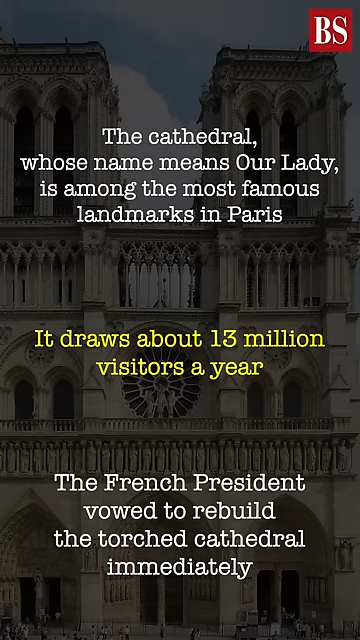 BS
The cathedral,
whose name means Our Lady,
is among the most famous
landmarks in Paris
It draws about 13 million
visitors a year
The French President
vowed to rebuild
the torched cathedral
immediately